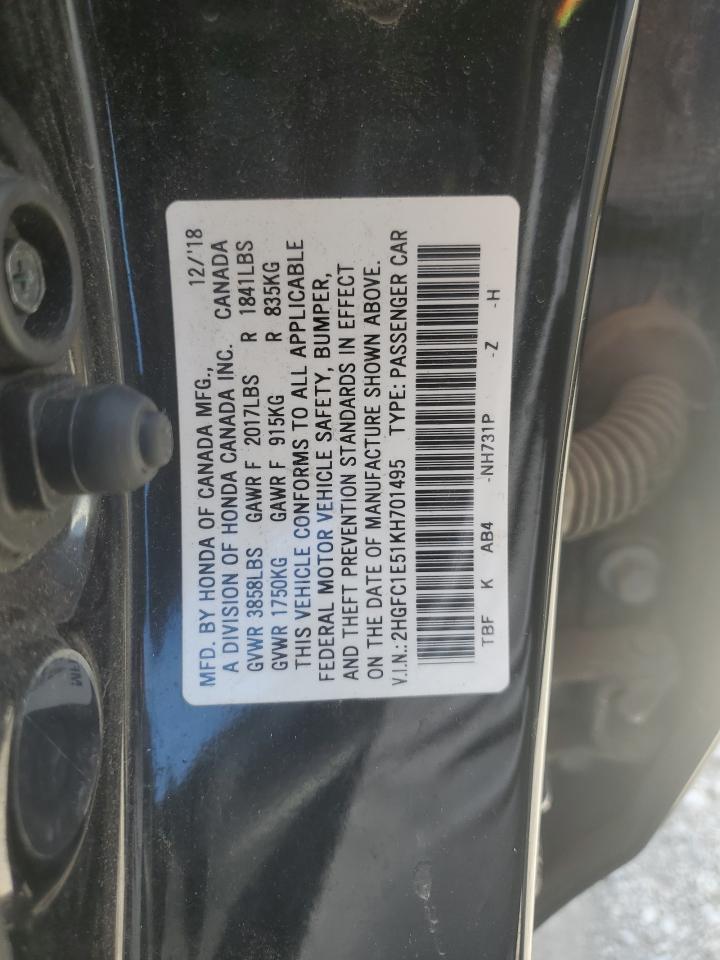 MFD. BY HONDA OF CANADA MFG., 12/'18
A DIVISION OF HONDA CANADA INC. CANADA
GVWR 3858LBS GAWR F 2017LBS R 1841LBS
GVWR 1750KG GAWR F 915KG R 835KG
THIS VEHICLE CONFORMS TO ALL APPLICABLE
FEDERAL MOTOR VEHICLE SAFETY, BUMPER,
AND THEFT PREVENTION STANDARDS IN EFFECT
ON THE DATE OF MANUFACTURE SHOWN ABOVE.
V.I.N.:2HGFC1E51KH701495 TYPE: PASSENGER CAR
TBF K AB4 -NH731P -Z -H